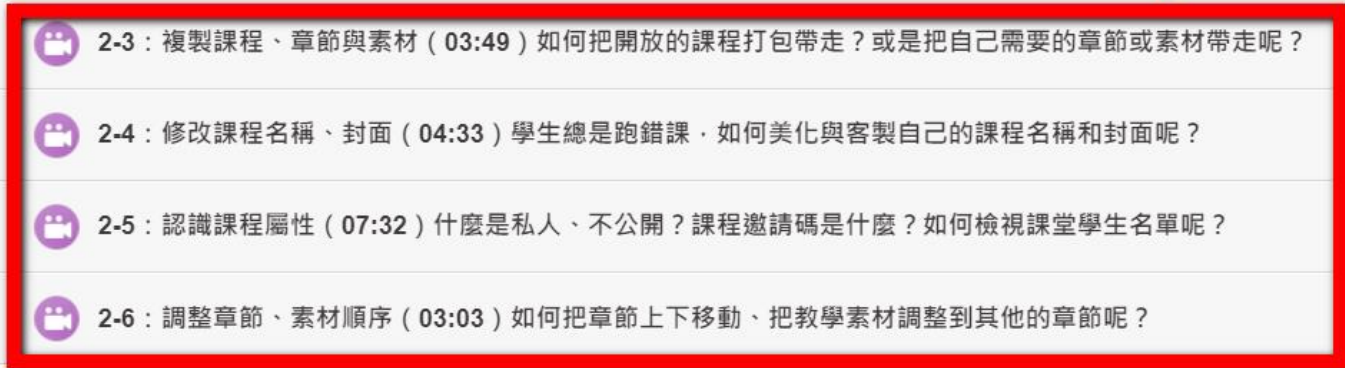 2-3：複製課程、章節與素材（03:49）如何把開放的課程打包帶走？或是把自己需要的章節或素材帶走呢？
2-4：修改課程名稱、封面（04:33）學生總是跑錯課，如何美化與客製自己的課程名稱和封面呢？
2-5：認識課程屬性（07:32）什麼是私人、不公開？課程邀請碼是什麼？如何檢視課堂學生名單呢？
2-6：調整章節、素材順序（03:03）如何把章節上下移動、把教學素材調整到其他的章節呢？